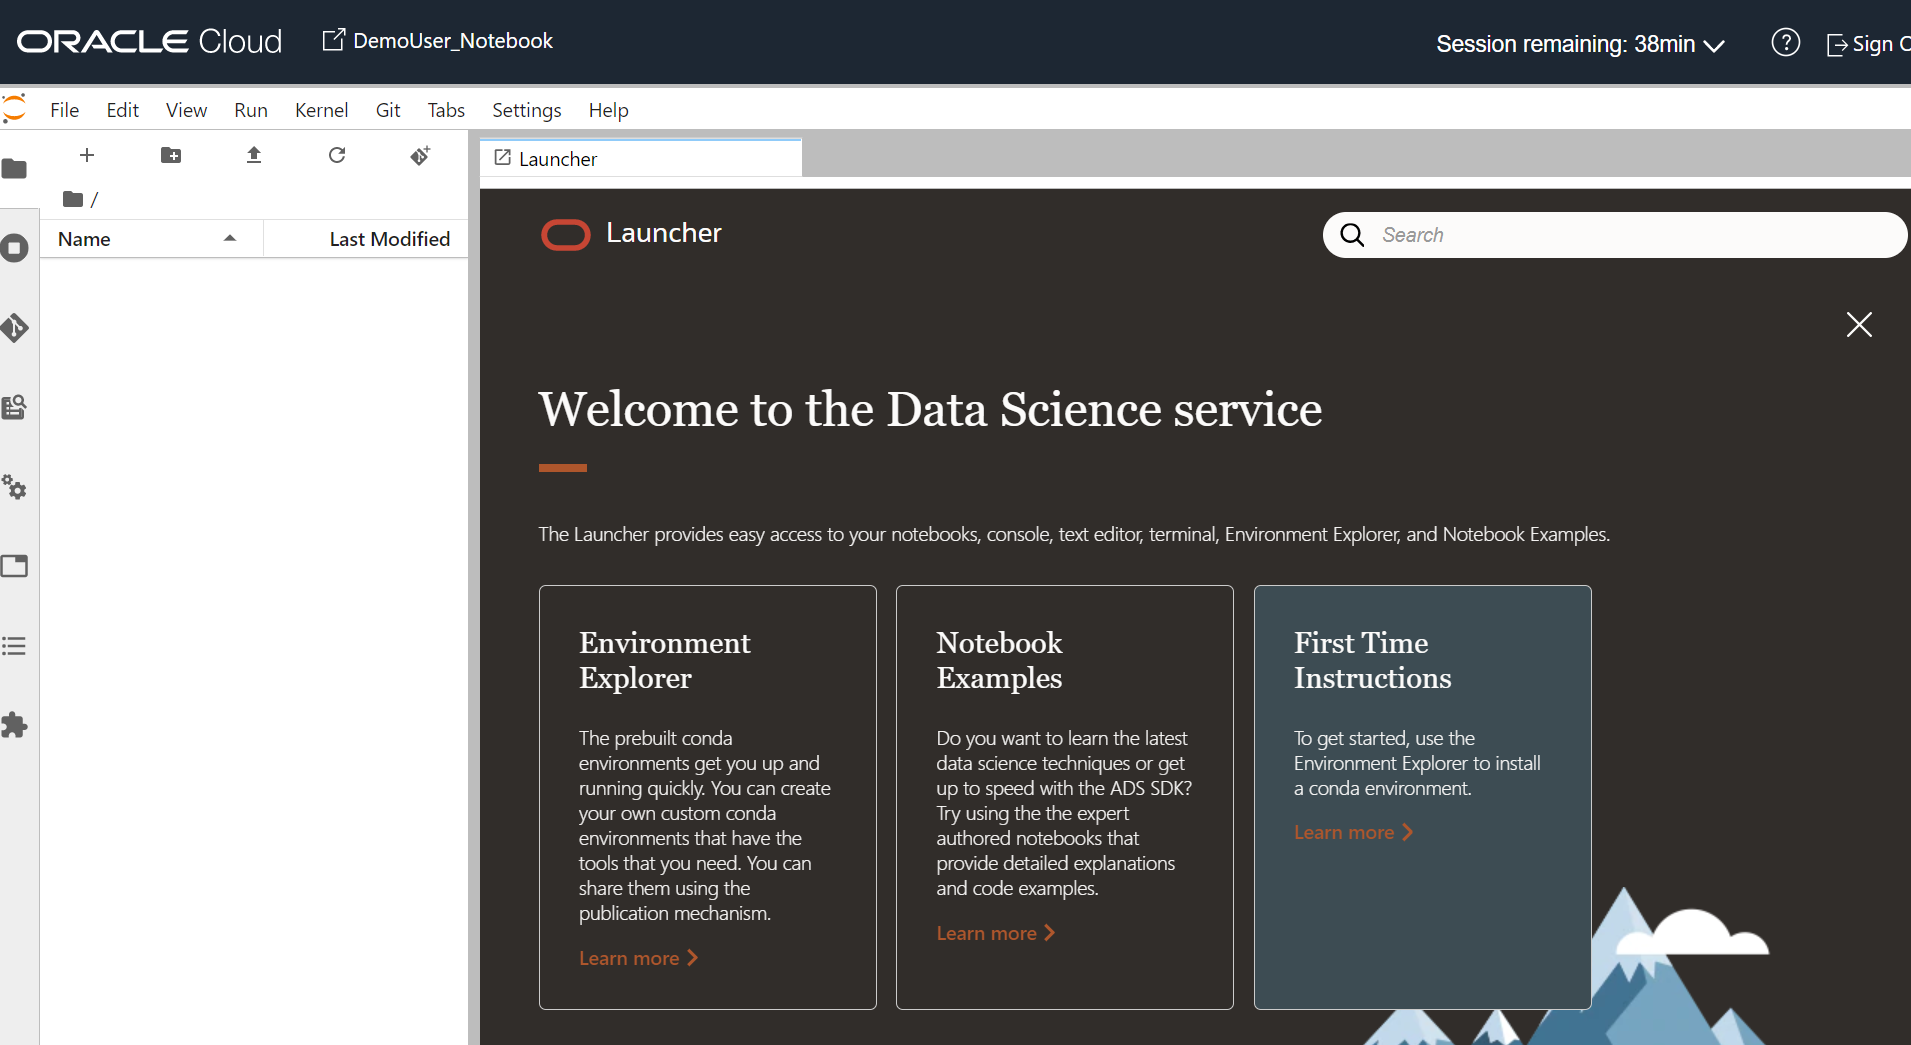 ORACLE Cloud DemoUser_Notebook Session remaining: 38min ? Sign
File Edit View Run Kernel Git Tabs Settings Help
Launcher
/
Name Last Modified
Launcher
Search
Welcome to the Data Science service
The Launcher provides easy access to your notebooks, console, text editor, terminal, Environment Explorer, and Notebook Examples.
Environment
Explorer
The prebuilt conda
environments get you up and
running quickly. You can create
your own custom conda
environments that have the
tools that you need. You can
share them using the
publication mechanism.
Learn more
Notebook
Examples
Do you want to learn the latest
data science techniques or get
up to speed with the ADS SDK?
Try using the the expert
authored notebooks that
provide detailed explanations
and code examples.
Learn more
First Time
Instructions
To get started, use the
Environment Explorer to install
a conda environment.
Learn more